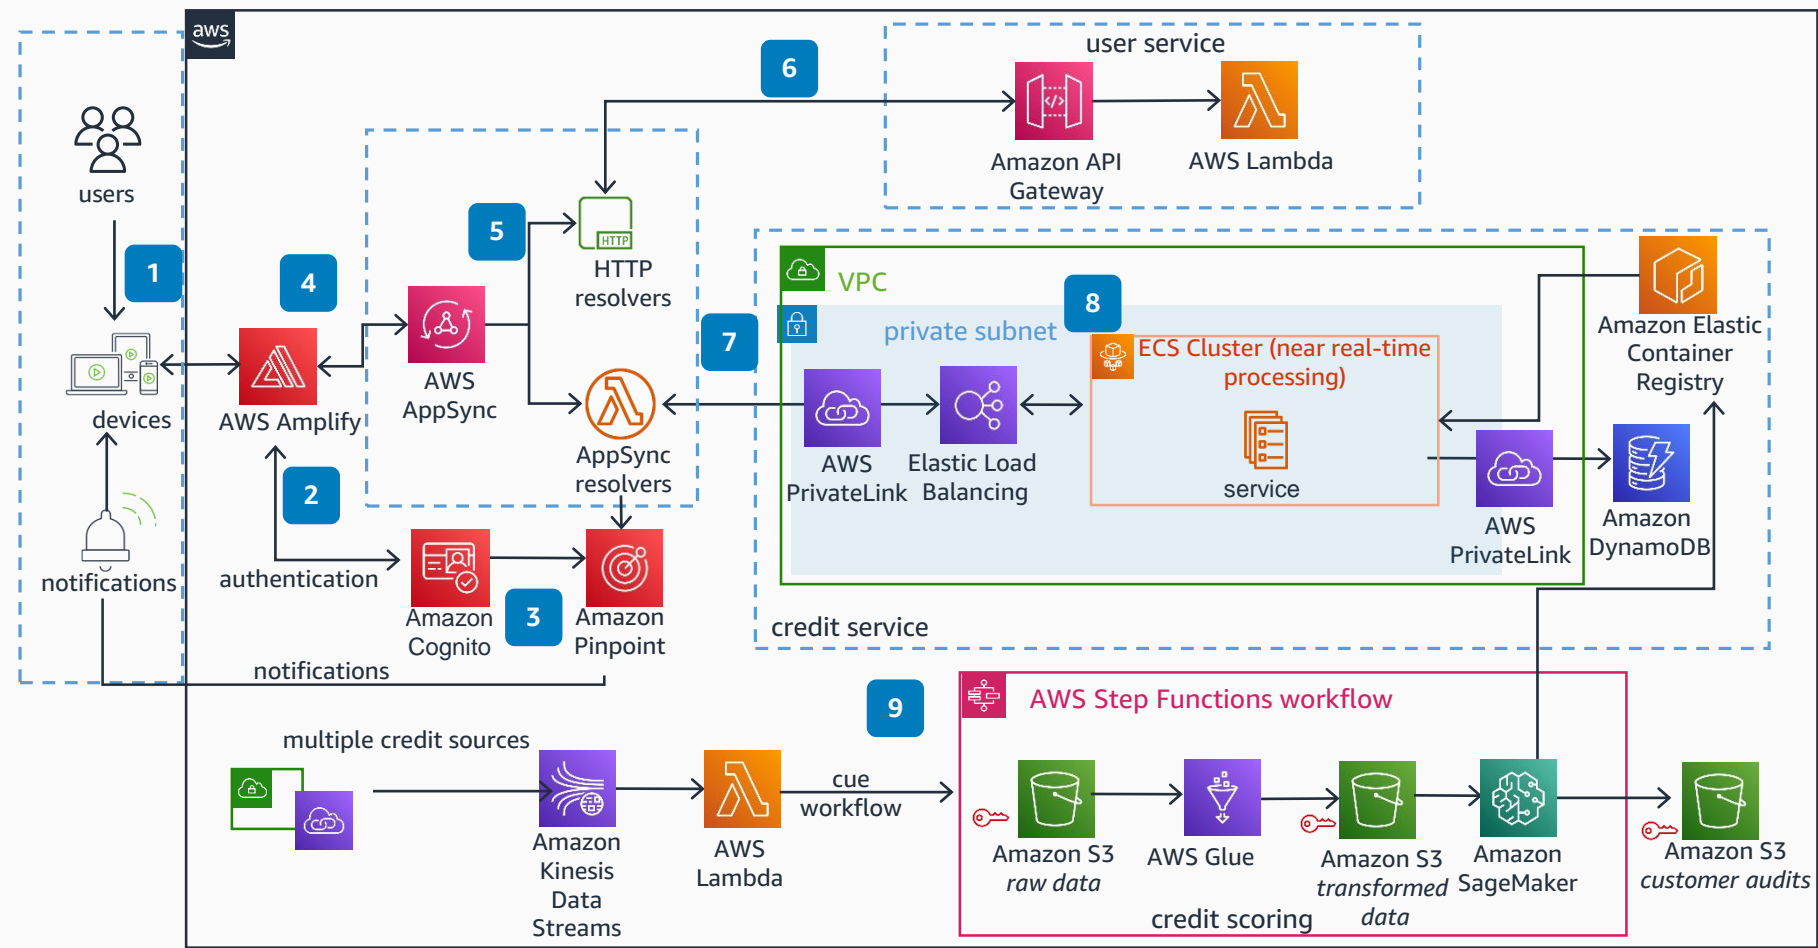 aws
users
1
devices
notifications
4
AWS Amplify
2
authentication
5
AWS
AppSync
HTTP
HTTP
resolvers
AppSync
resolvers
Amazon
Cognito
3
Amazon
Pinpoint
notifications
6
user service
Amazon API
Gateway
AWS Lambda
7
VPC
private subnet
8
ECS Cluster (near real-time
processing)
service
AWS
PrivateLink
Elastic Load
Balancing
AWS
PrivateLink
Amazon Elastic
Container
Registry
Amazon
DynamoDB
credit service
multiple credit sources
Amazon
Kinesis
Data
Streams
AWS
Lambda
cue
workflow
9
AWS Step Functions workflow
Amazon S3
raw data
AWS Glue
Amazon S3
transformed
data
Amazon
SageMaker
credit scoring
Amazon S3
customer audits